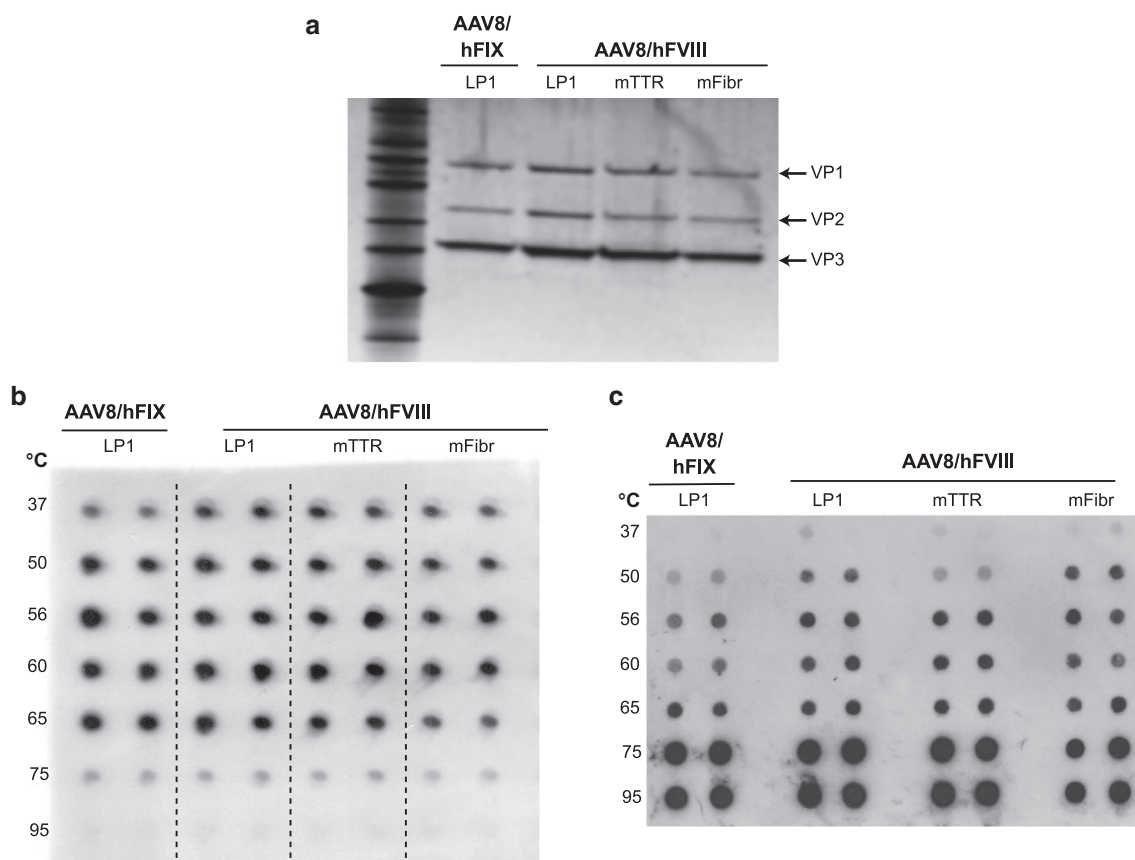 a
AAV8/
hFIX
AAV8/hFVIII
LP1 LP1 mTTR mFibr
VP1
VP2
VP3
b
AAV8/hFIX AAV8/hFVIII
°C LP1 LP1 mTTR mFibr
37
50
56
60
65
75
95
c
AAV8/
hFIX
AAV8/hFVIII
°C LP1 LP1 mTTR mFibr
37
50
56
60
65
75
95